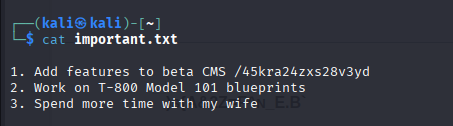 ┌──(kali㉿kali)-[~]
└─$ cat important.txt
1. Add features to beta CMS /45kra24zxs28v3yd
2. Work on T-800 Model 101 blueprints
3. Spend more time with my wife